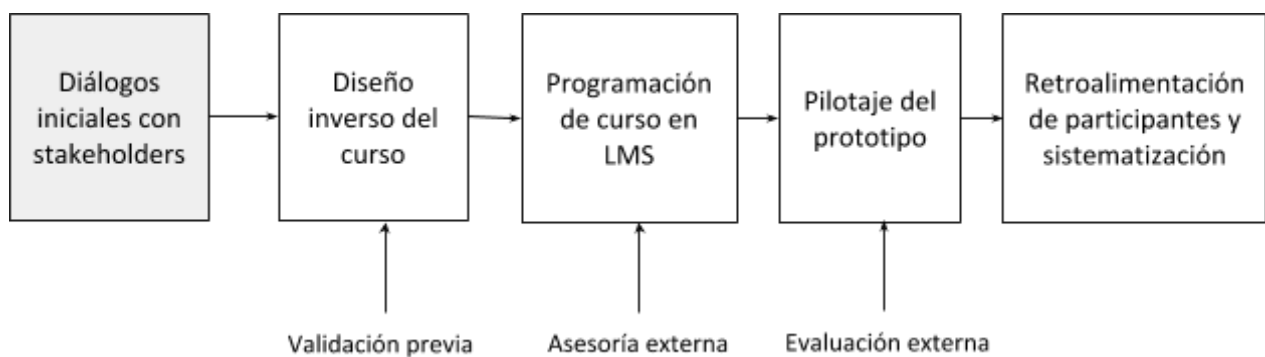 Diálogos
iniciales con
stakeholders
Diseño
inverso del
curso
Programación
de curso en
LMS
Pilotaje del
prototipo
Retroalimentación
de participantes y
sistematización
Validación previa
Asesoría externa
Evaluación externa